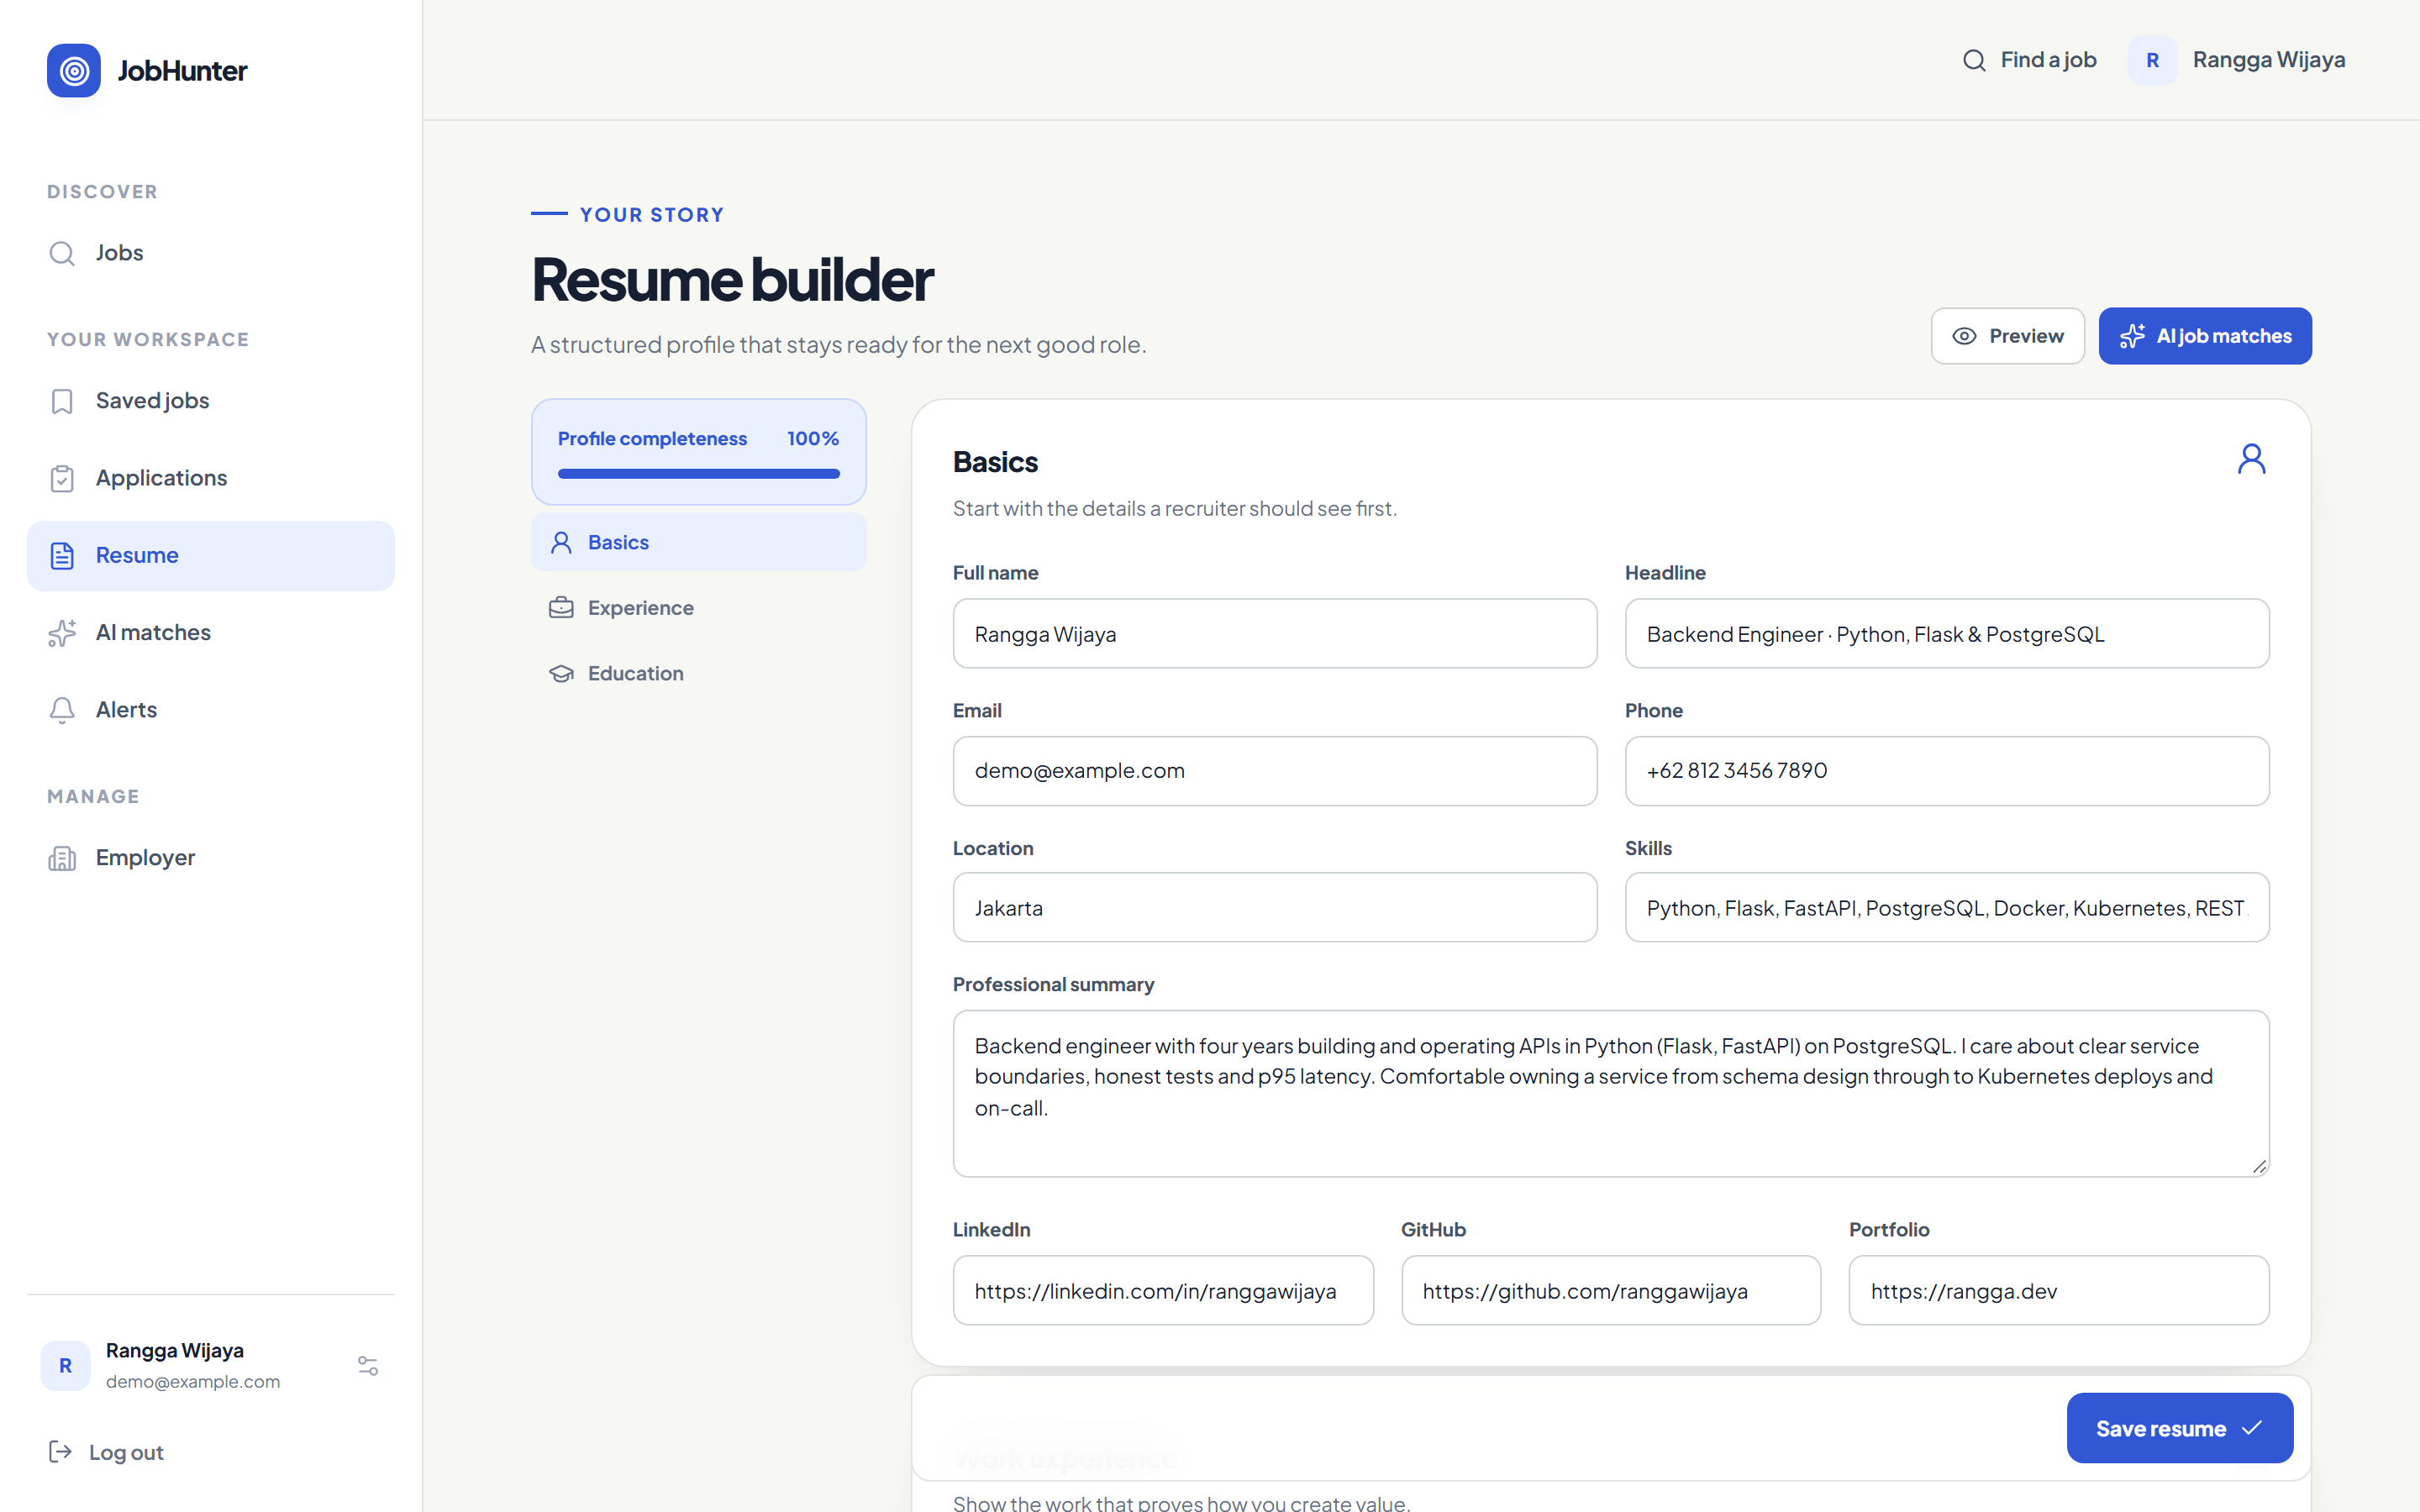 JobHunter
DISCOVER
Jobs
YOUR WORKSPACE
Saved jobs
Applications
Resume
AI matches
Alerts
MANAGE
Employer
R
Rangga Wijaya
demo@example.com
Log out
Find a job
R
Rangga Wijaya
YOUR STORY
Resume builder
A structured profile that stays ready for the next good role.
Preview
AI job matches
Profile completeness 100%
Basics
Experience
Education
Basics
Start with the details a recruiter should see first.
Full name
Rangga Wijaya
Headline
Backend Engineer · Python, Flask & PostgreSQL
Email
demo@example.com
Phone
+62 812 3456 7890
Location
Jakarta
Skills
Python, Flask, FastAPI, PostgreSQL, Docker, Kubernetes, REST
Professional summary
Backend engineer with four years building and operating APIs in Python (Flask, FastAPI) on PostgreSQL. I care about clear service
boundaries, honest tests and p95 latency. Comfortable owning a service from schema design through to Kubernetes deploys and
on-call.
LinkedIn
https://linkedin.com/in/ranggawijaya
GitHub
https://github.com/ranggawijaya
Portfolio
https://rangga.dev
Save resume
Work experience
Show the work that proves how you create value.